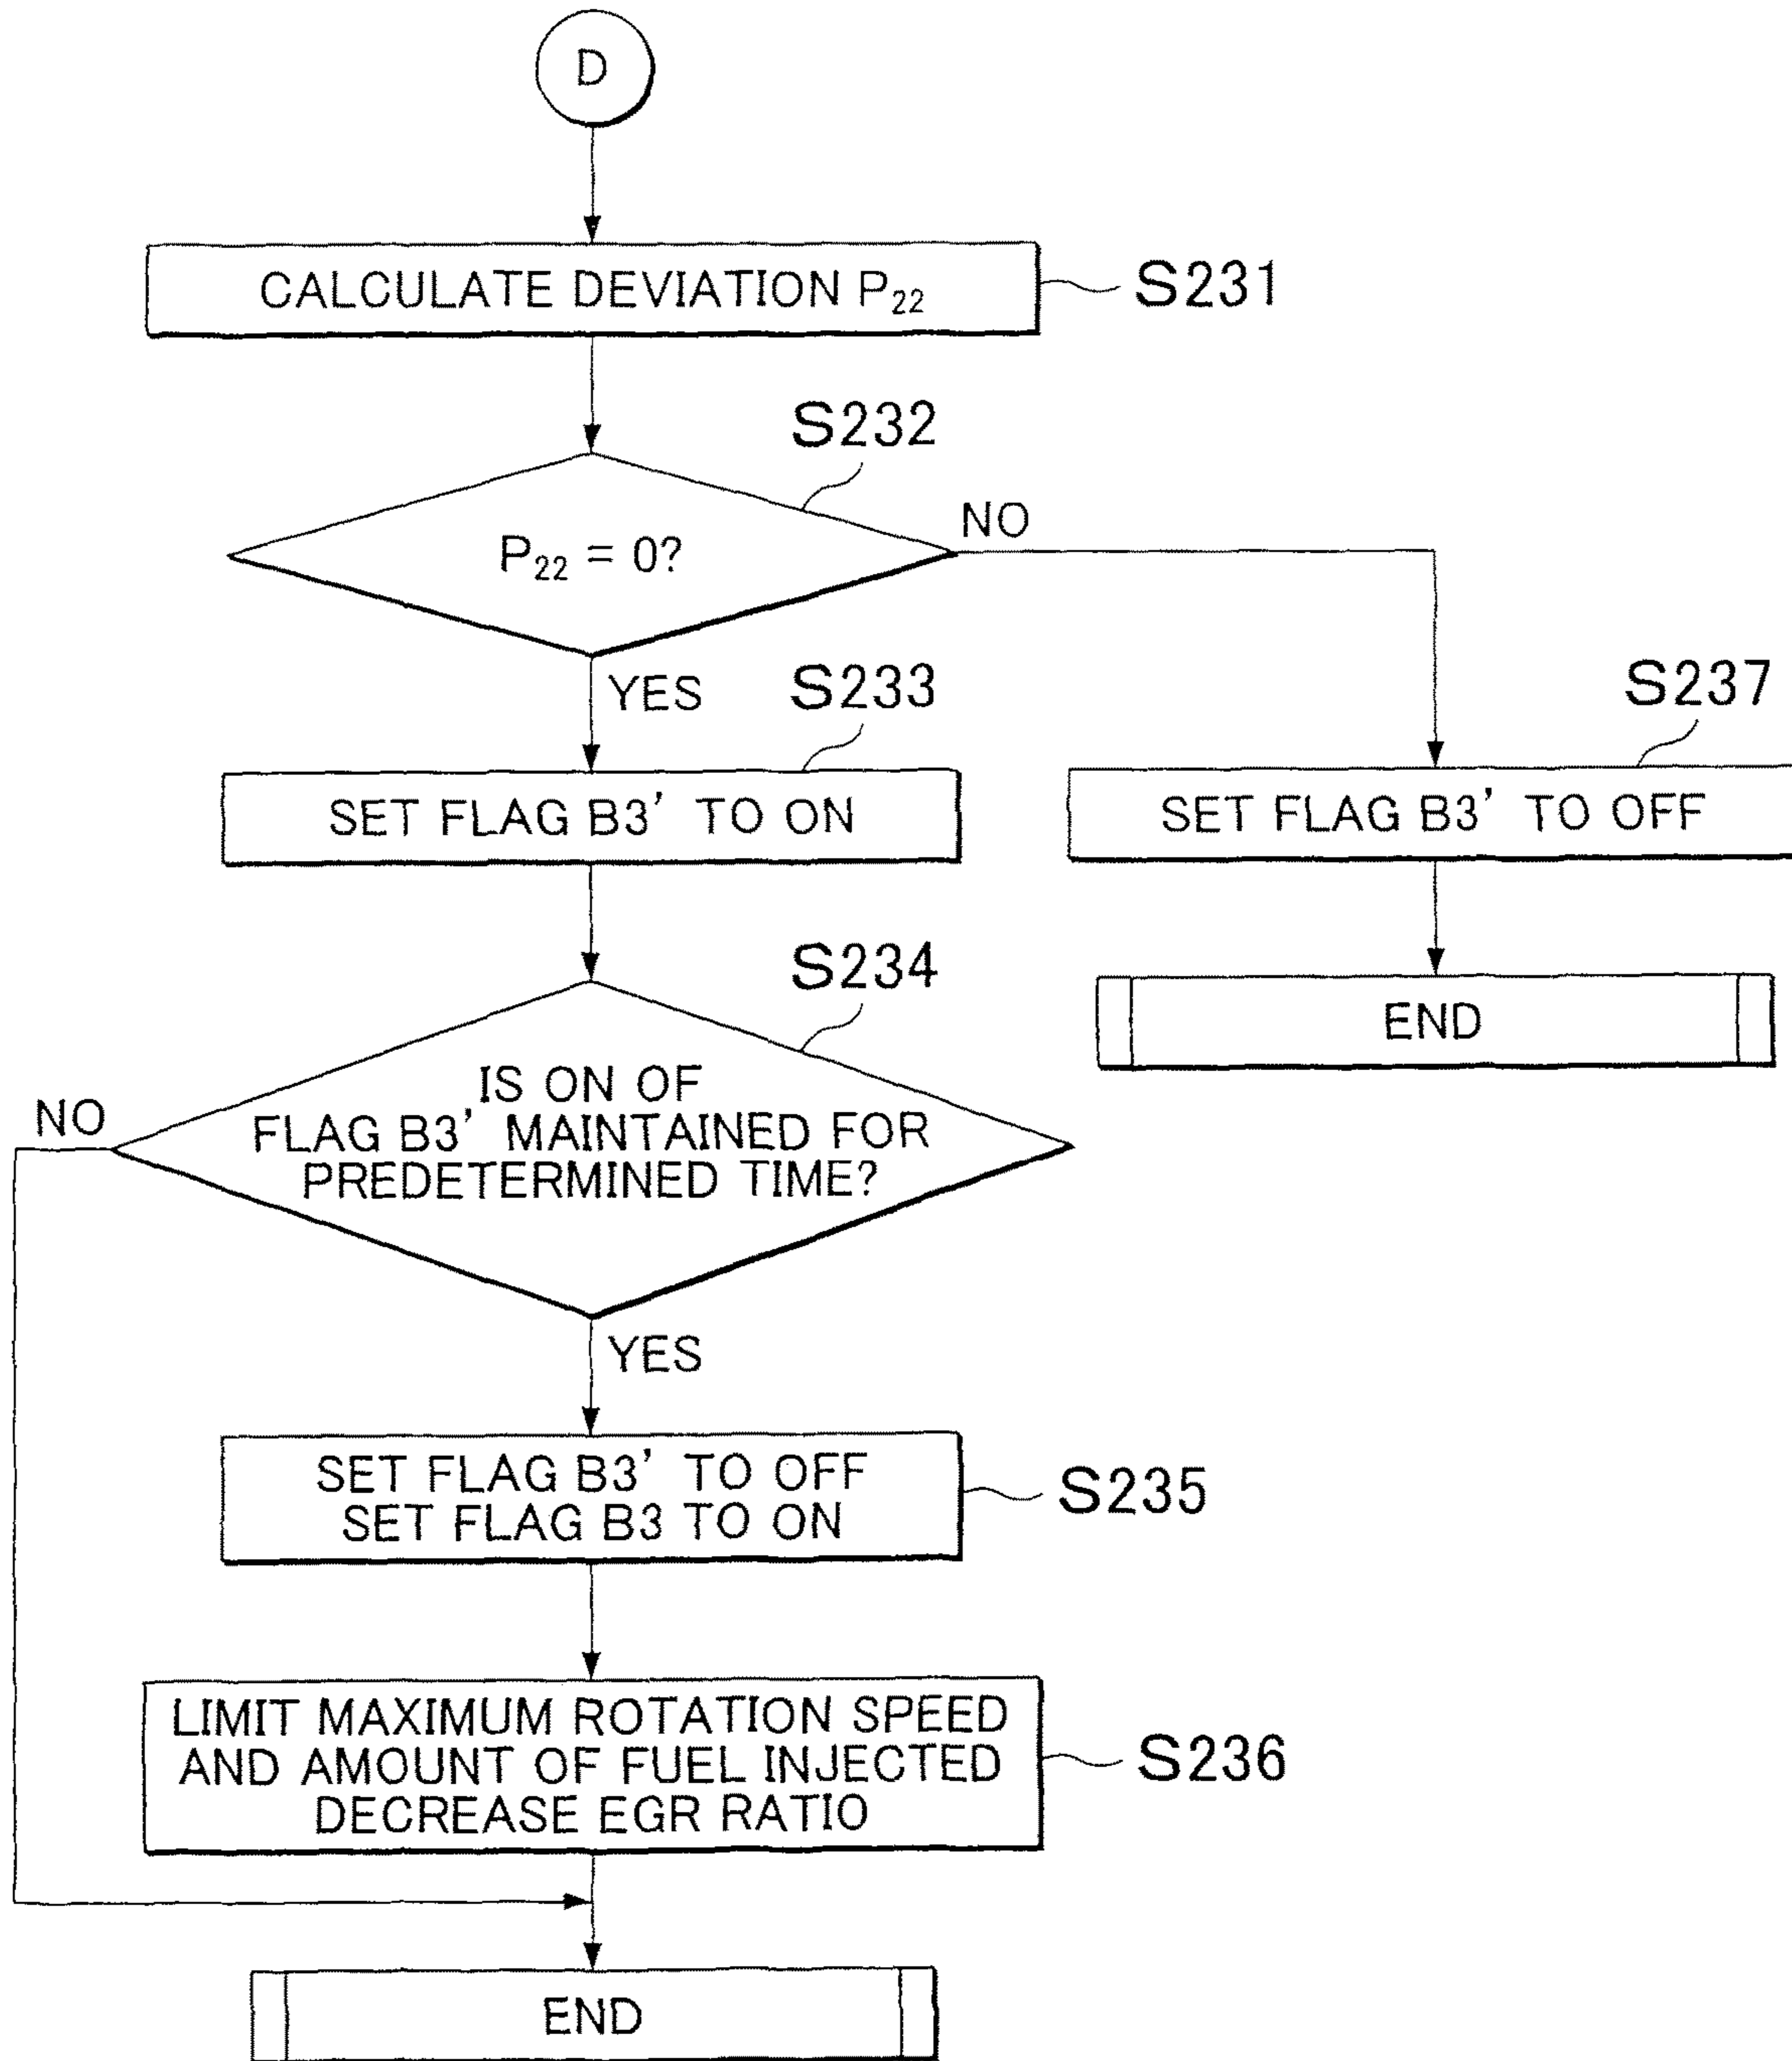 D
CALCULATE DEVIATION P₂₂
S231
S232
P₂₂ = 0?
NO
YES
S233
SET FLAG B3' TO ON
S237
SET FLAG B3' TO OFF
END
S234
IS ON OF
FLAG B3' MAINTAINED FOR
PREDETERMINED TIME?
NO
YES
SET FLAG B3' TO OFF
SET FLAG B3 TO ON
S235
LIMIT MAXIMUM ROTATION SPEED
AND AMOUNT OF FUEL INJECTED
DECREASE EGR RATIO
S236
END